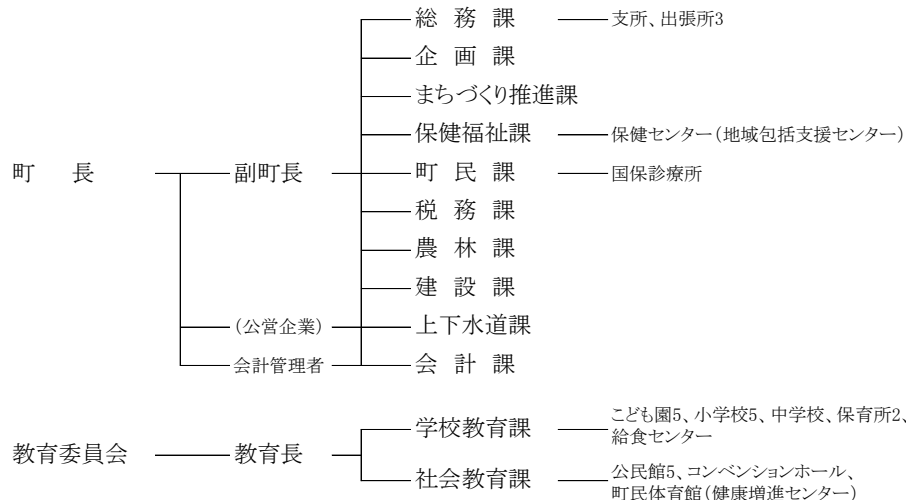 総務課 支所、出張所3
企画課
まちづくり推進課
保健福祉課 保健センター(地域包括支援センター)
町長 副町長 町民課 国保診療所
税務課
農林課
建設課
(公営企業) 上下水道課
会計管理者 会計課
学校教育課 こども園5、小学校5、中学校、保育所2、
給食センター
教育委員会 教育長
社会教育課 公民館5、コンベンションホール、
町民体育館(健康増進センター)